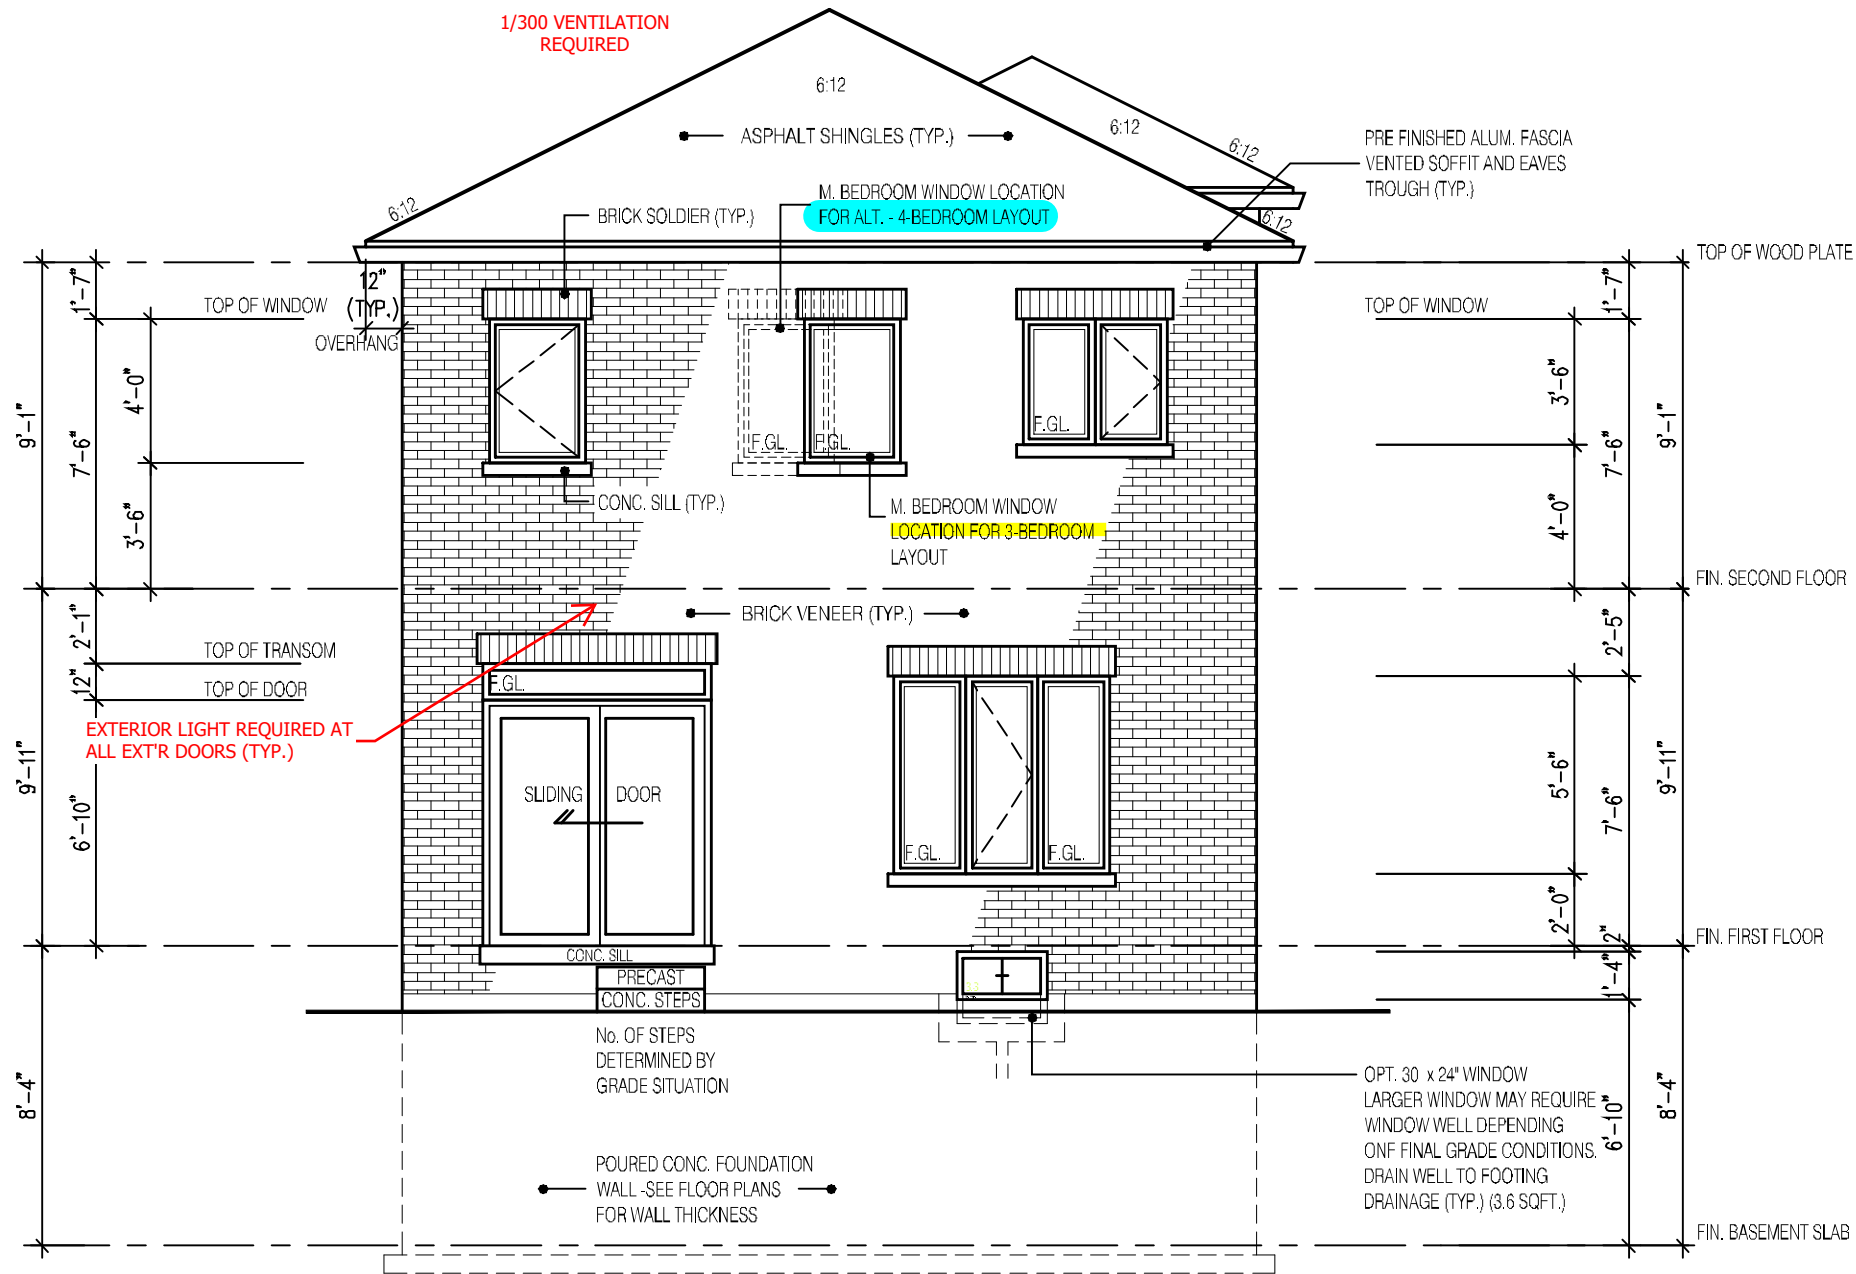 1/300 VENTILATION
REQUIRED
6:12
ASPHALT SHINGLES (TYP.)
6:12
6:12
6:12
6:12
PRE FINISHED ALUM. FASCIA
VENTED SOFFIT AND EAVES
TROUGH (TYP.)
M. BEDROOM WINDOW LOCATION
FOR ALT. - 4-BEDROOM LAYOUT
BRICK SOLDIER (TYP.)
TOP OF WOOD PLATE
12"
(TYP.)
OVERHANG
TOP OF WINDOW
TOP OF WINDOW
1'-7"
1'-7"
4'-0"
7'-6"
9'-1"
3'-6"
3'-6"
7'-6"
9'-1"
4'-0"
F.GL.
F.GL.
F.GL.
CONC. SILL (TYP.)
M. BEDROOM WINDOW
LOCATION FOR 3-BEDROOM
LAYOUT
FIN. SECOND FLOOR
BRICK VENEER (TYP.)
2'-1"
TOP OF TRANSOM
12"
TOP OF DOOR
2'-5"
F.GL.
EXTERIOR LIGHT REQUIRED AT
ALL EXT'R DOORS (TYP.)
9'-11"
6'-10"
SLIDING
DOOR
F.GL.
F.GL.
5'-6"
7'-6"
9'-11"
2'-0"
2"
FIN. FIRST FLOOR
CONC. SILL
PRECAST
CONC. STEPS
1'-4"
No. OF STEPS
DETERMINED BY
GRADE SITUATION
8'-4"
OPT. 30 x 24" WINDOW
LARGER WINDOW MAY REQUIRE
WINDOW WELL DEPENDING
ONF FINAL GRADE CONDITIONS.
DRAIN WELL TO FOOTING
DRAINAGE (TYP.) (3.6 SQFT.)
6'-10"
8'-4"
POURED CONC. FOUNDATION
WALL -SEE FLOOR PLANS
FOR WALL THICKNESS
FIN. BASEMENT SLAB